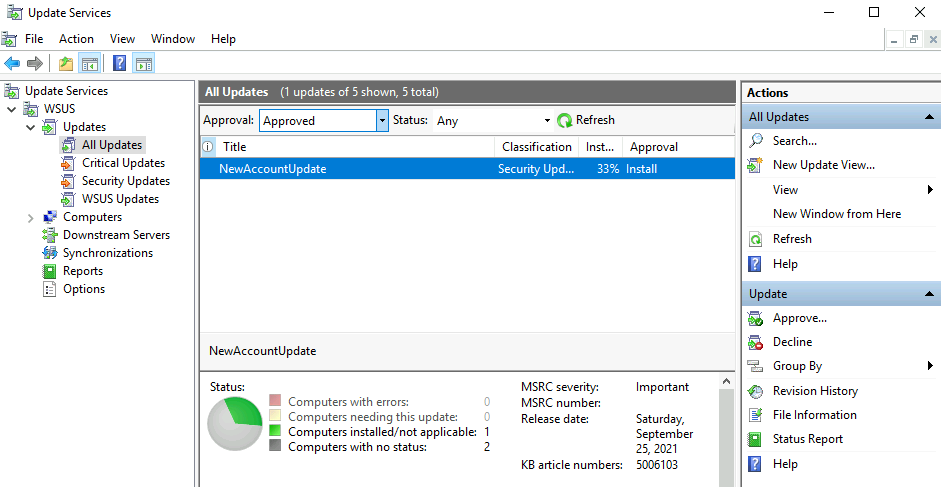 Update Services
File Action View Window Help
Update Services
WSUS
Updates
All Updates
Critical Updates
Security Updates
WSUS Updates
Computers
Downstream Servers
Synchronizations
Reports
Options
All Updates (1 updates of 5 shown, 5 total)
Approval: Approved Status: Any Refresh
Title Classification Inst... Approval
NewAccountUpdate Security Upd... 33% Install
NewAccountUpdate
Status:
Computers with errors: 0
Computers needing this update: 0
Computers installed/not applicable: 1
Computers with no status: 2
MSRC severity: Important
MSRC number:
Release date: Saturday,
September
25, 2021
KB article numbers: 5006103
Actions
All Updates
Search...
New Update View...
View
New Window from Here
Refresh
Help
Update
Approve...
Decline
Group By
Revision History
File Information
Status Report
Help